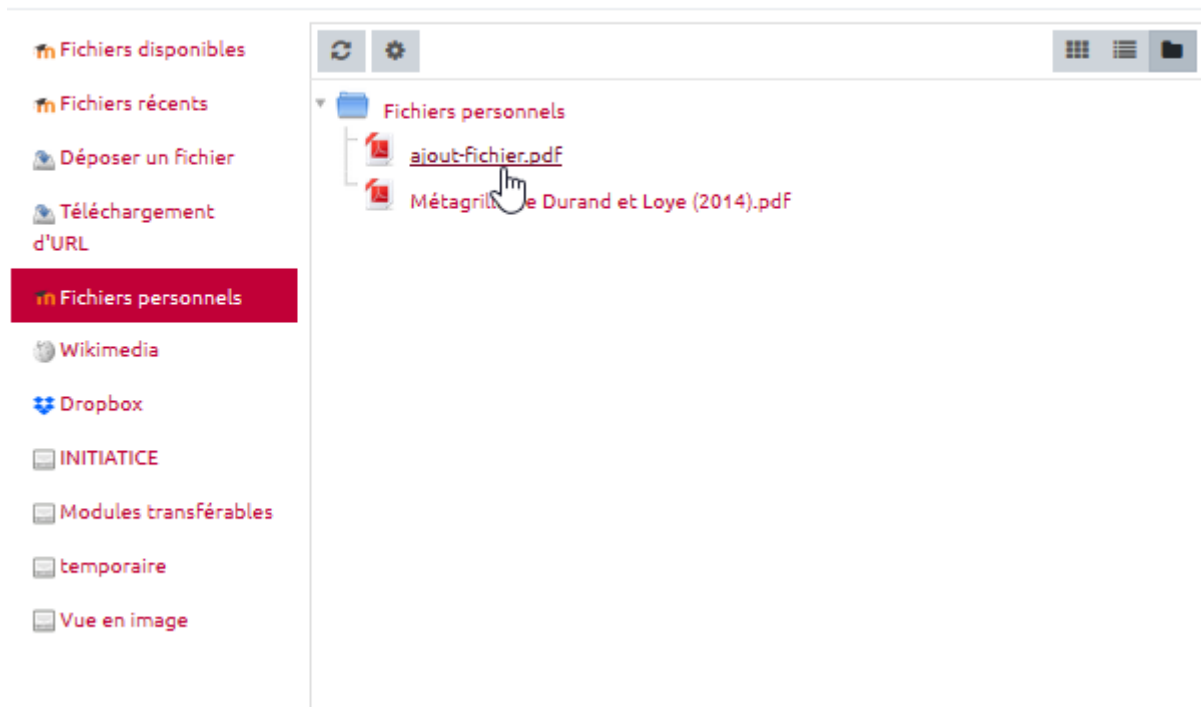 Fichiers disponibles
Fichiers récents
Déposer un fichier
Téléchargement
d'URL
Fichiers personnels
Wikimedia
Dropbox
INITIATICE
Modules transférables
temporaire
Vue en image
Fichiers personnels
ajout-fichier.pdf
Durand et Loye (2014).pdf